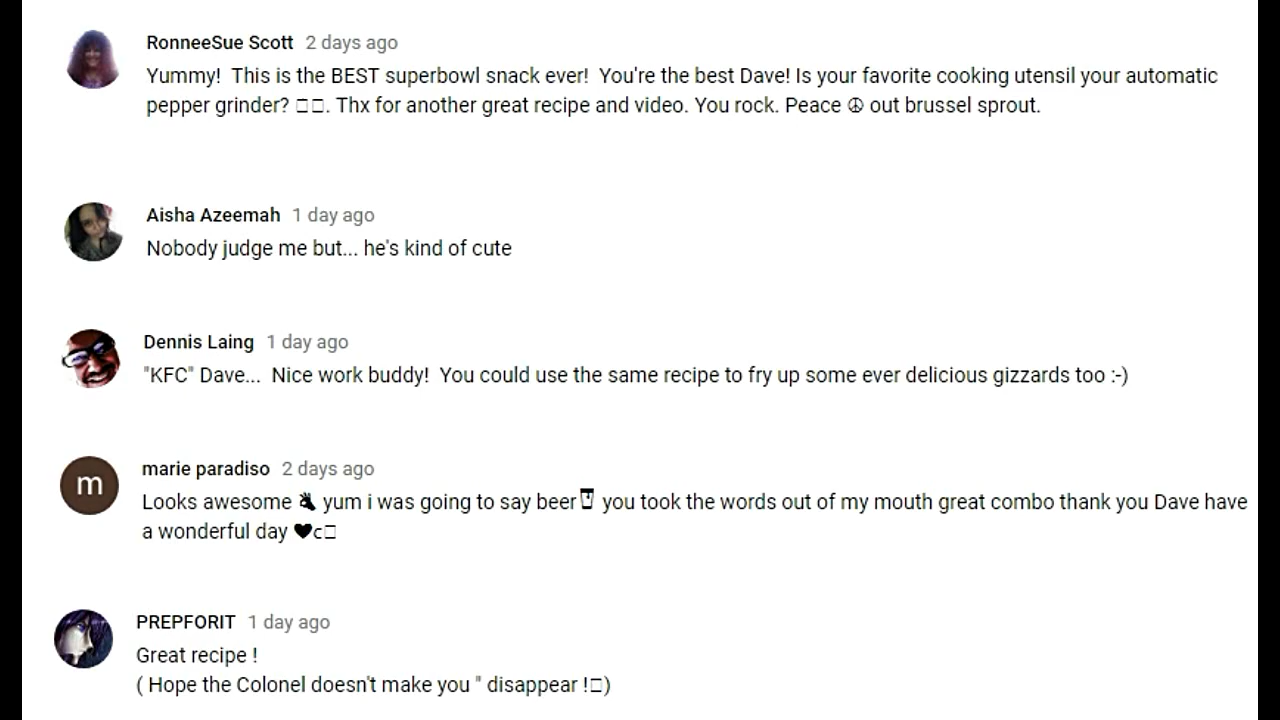 RonneeSue Scott 2 days ago
Yummy!  This is the BEST superbowl snack ever!  You're the best Dave! Is your favorite cooking utensil your automatic
pepper grinder? □□. Thx for another great recipe and video. You rock. Peace ☮ out brussel sprout.
Aisha Azeemah 1 day ago
Nobody judge me but... he's kind of cute
Dennis Laing 1 day ago
"KFC" Dave...  Nice work buddy!  You could use the same recipe to fry up some ever delicious gizzards too :-)
m
marie paradiso 2 days ago
Looks awesome yum i was going to say beer you took the words out of my mouth great combo thank you Dave have
a wonderful day ♥c□
PREPFORIT 1 day ago
Great recipe !
( Hope the Colonel doesn't make you " disappear !□)